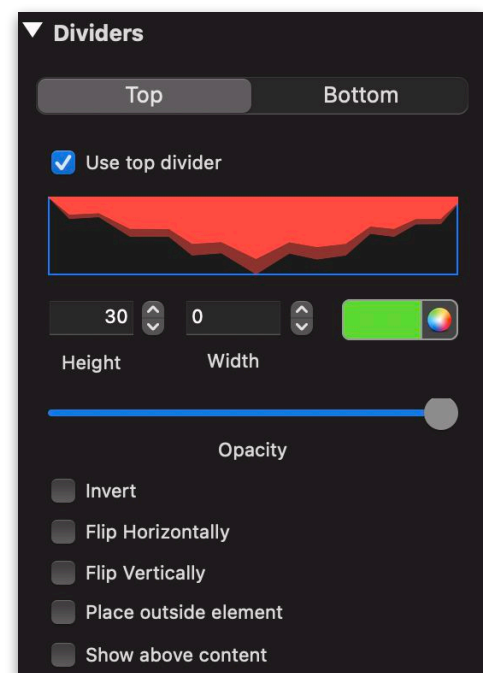 Dividers
Top Bottom
Use top divider
30 0
Height Width
Opacity
Invert
Flip Horizontally
Flip Vertically
Place outside element
Show above content